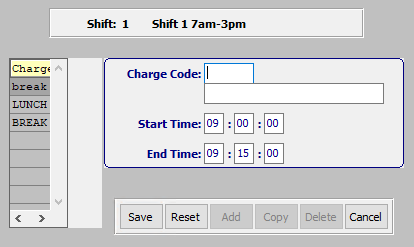 Shift: 1 Shift 1 7am-3pm
Charge
break
LUNCH
BREAK
Charge Code:
Start Time: 09 : 00 : 00
End Time: 09 : 15 : 00
Save Reset Add Copy Delete Cancel